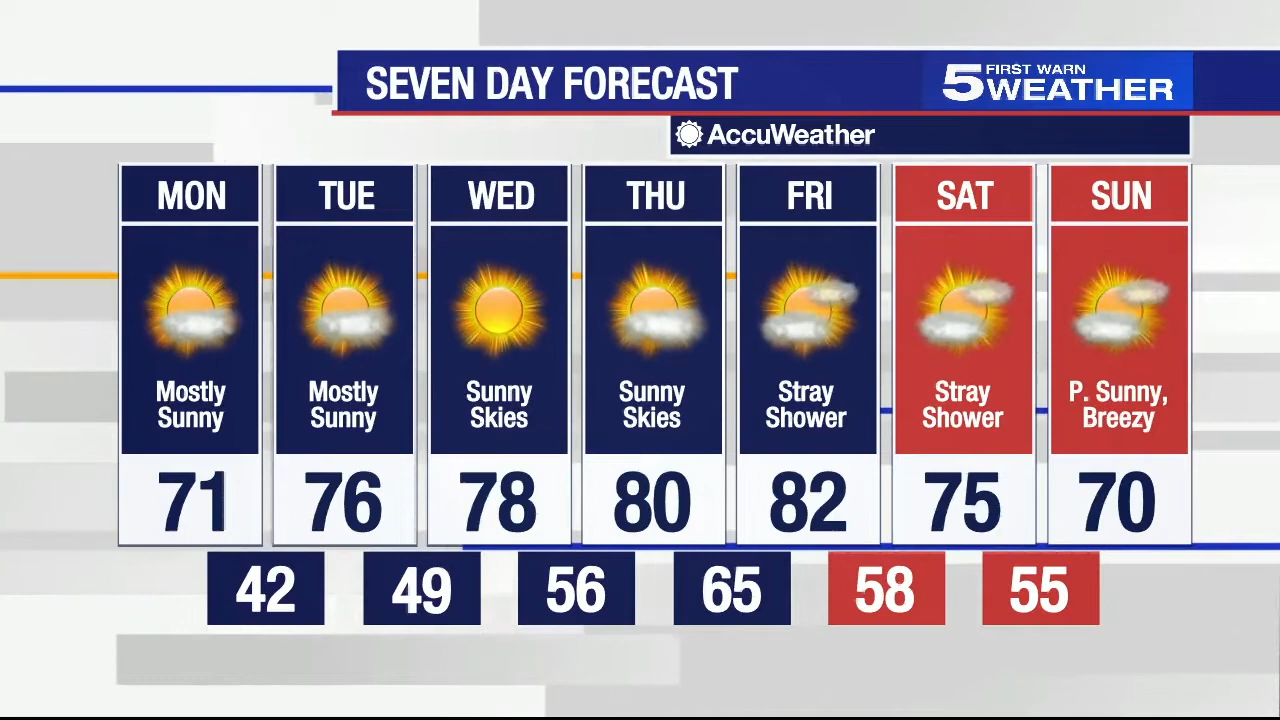 SEVEN DAY FORECAST
5 FIRST WARN
WEATHER
AccuWeather
MON TUE WED THU FRI SAT SUN
Mostly Mostly Sunny Sunny Stray Stray P. Sunny,
Sunny Sunny Skies Skies Shower Shower Breezy
71 76 78 80 82 75 70
42 49 56 65 58 55